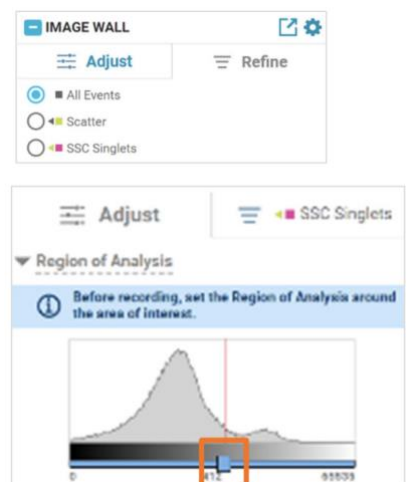 IMAGE WALL
Adjust Refine
All Events
Scatter
SSC Singlets
Adjust SSC Singlets
Region of Analysis
Before recording, set the Region of Analysis around
the area of interest.
0 412 65535